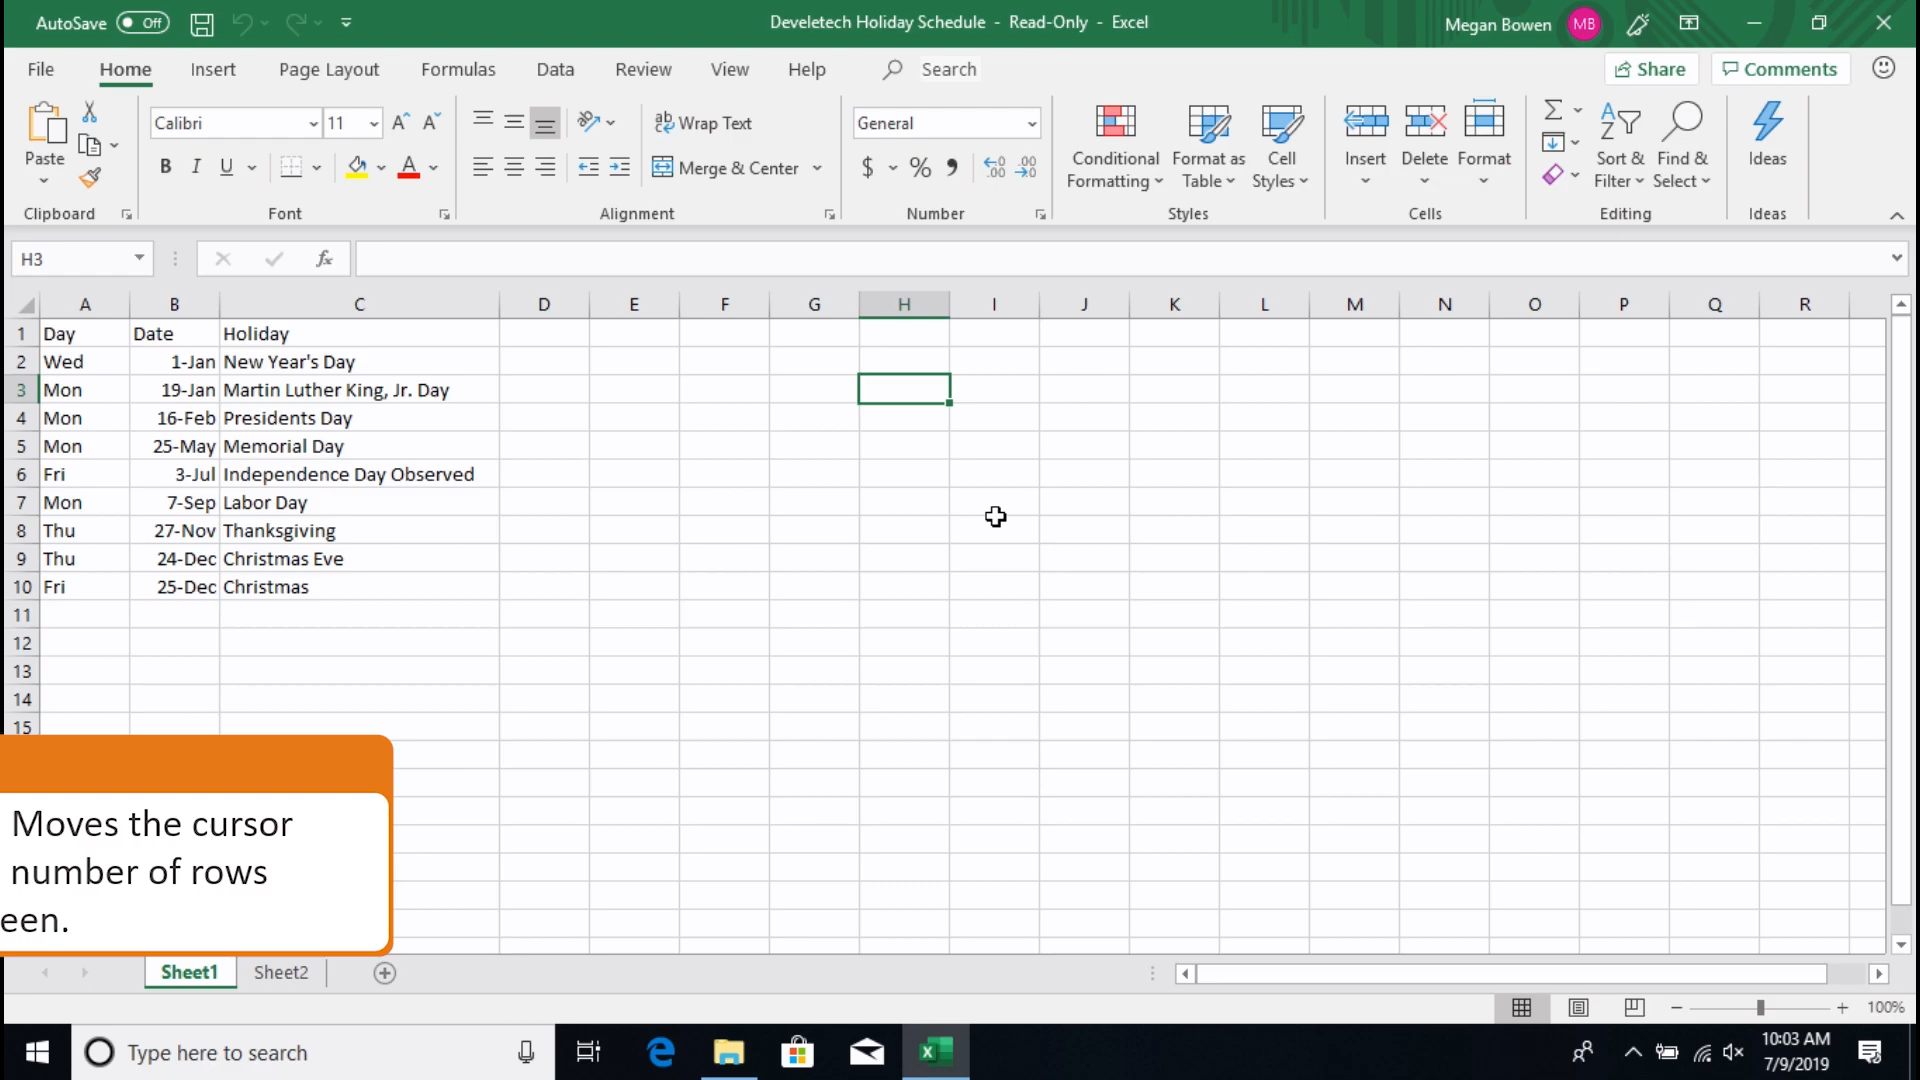 AutoSave Off
Develetech Holiday Schedule - Read-Only - Excel
Megan Bowen MB
File Home Insert Page Layout Formulas Data Review View Help Search Share Comments
Calibri 11 ab Wrap Text General
Paste B I U A Merge & Center $ % Conditional Formatting Format as Table Cell Styles Insert Delete Format Sort & Filter Find & Select Ideas
Clipboard Font Alignment Number Styles Cells Editing Ideas
H3 fx
A B C D E F G H I J K L M N O P Q R
1 Day Date Holiday
2 Wed 1-Jan New Year's Day
3 Mon 19-Jan Martin Luther King, Jr. Day
4 Mon 16-Feb Presidents Day
5 Mon 25-May Memorial Day
6 Fri 3-Jul Independence Day Observed
7 Mon 7-Sep Labor Day
8 Thu 27-Nov Thanksgiving
9 Thu 24-Dec Christmas Eve
10 Fri 25-Dec Christmas
11
12
13
14
15
Moves the cursor
number of rows
een.
Sheet1 Sheet2
100%
Type here to search
10:03 AM
7/9/2019